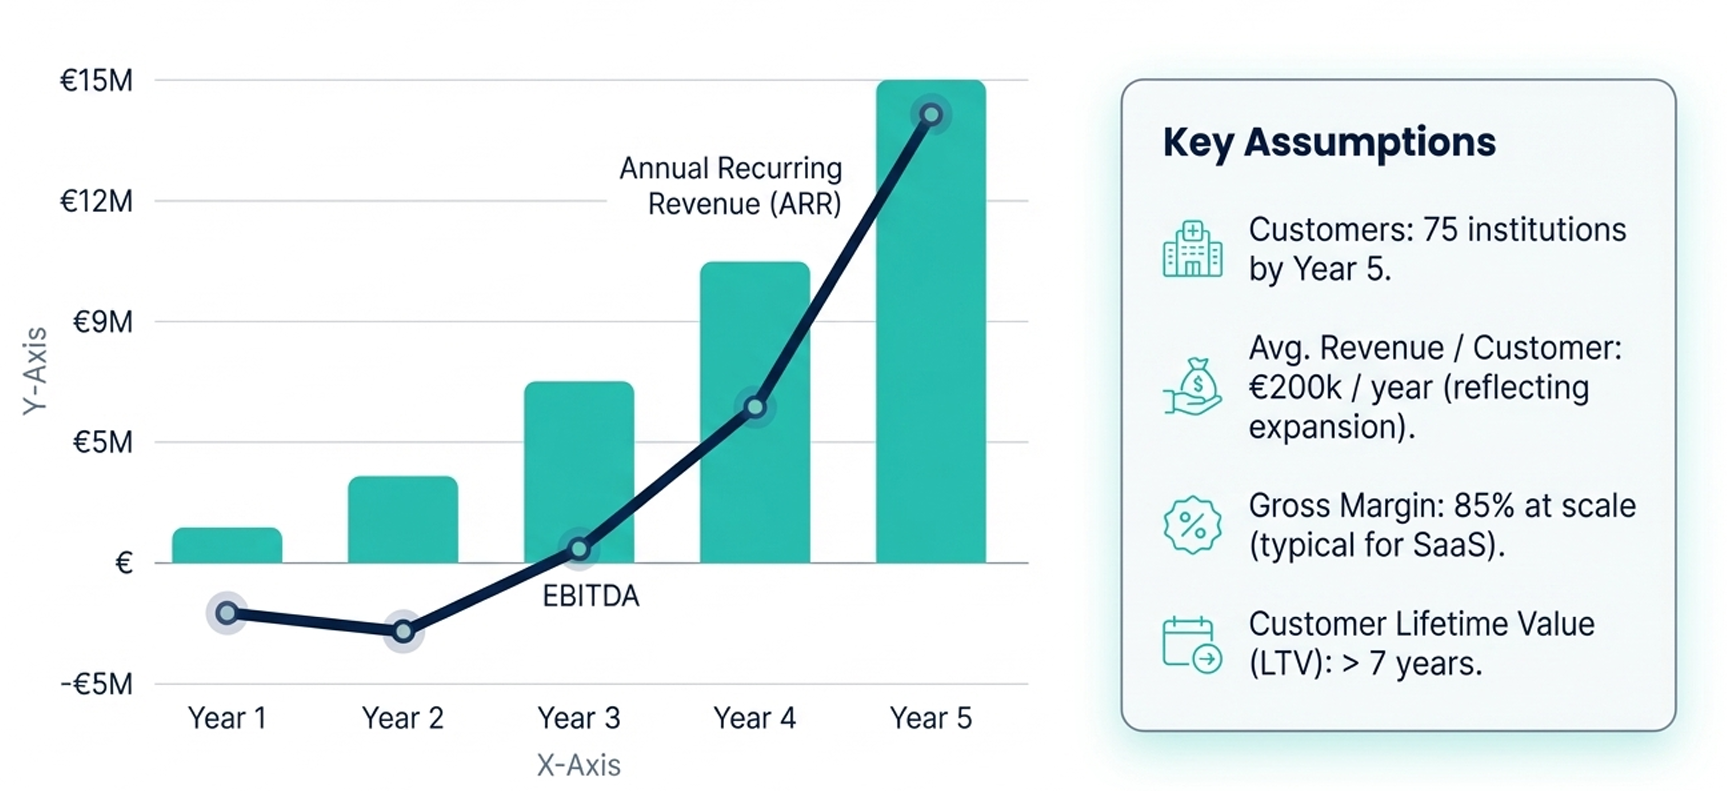 €15M
€12M
€9M
€5M
€
-€5M
Y-Axis
Annual Recurring
Revenue (ARR)
EBITDA
Year 1
Year 2
Year 3
Year 4
Year 5
X-Axis
Key Assumptions
Customers: 75 institutions
by Year 5.
Avg. Revenue / Customer:
€200k / year (reflecting
expansion).
Gross Margin: 85% at scale
(typical for SaaS).
Customer Lifetime Value
(LTV): > 7 years.